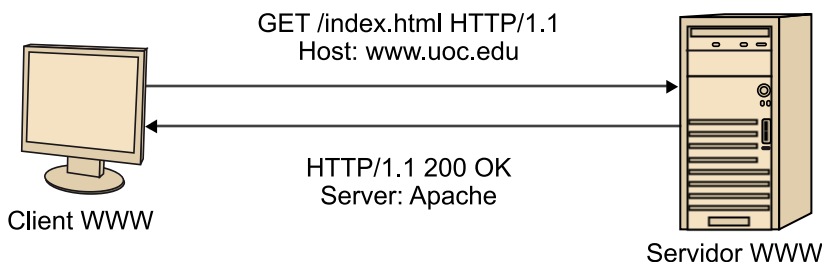 GET /index.html HTTP/1.1
Host: www.uoc.edu
HTTP/1.1 200 OK
Server: Apache
Client WWW
Servidor WWW